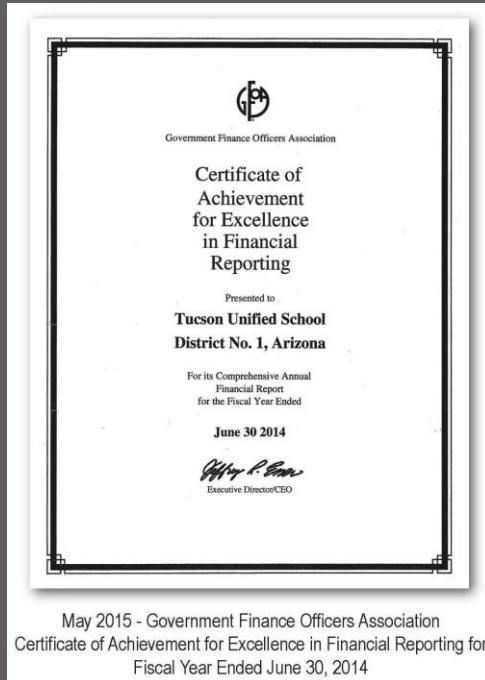 GFOA
Government Finance Officers Association
Certificate of
Achievement
for Excellence
in Financial
Reporting
Presented to
Tucson Unified School
District No. 1, Arizona
For its Comprehensive Annual
Financial Report
for the Fiscal Year Ended
June 30 2014
Jeffrey R. Enen
Executive Director/CEO
May 2015 - Government Finance Officers Association
Certificate of Achievement for Excellence in Financial Reporting for
Fiscal Year Ended June 30, 2014